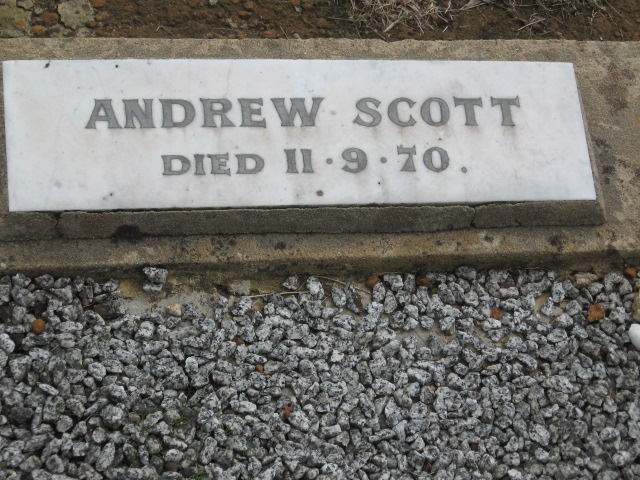 ANDREW SCOTT
DIED 11·9·70.